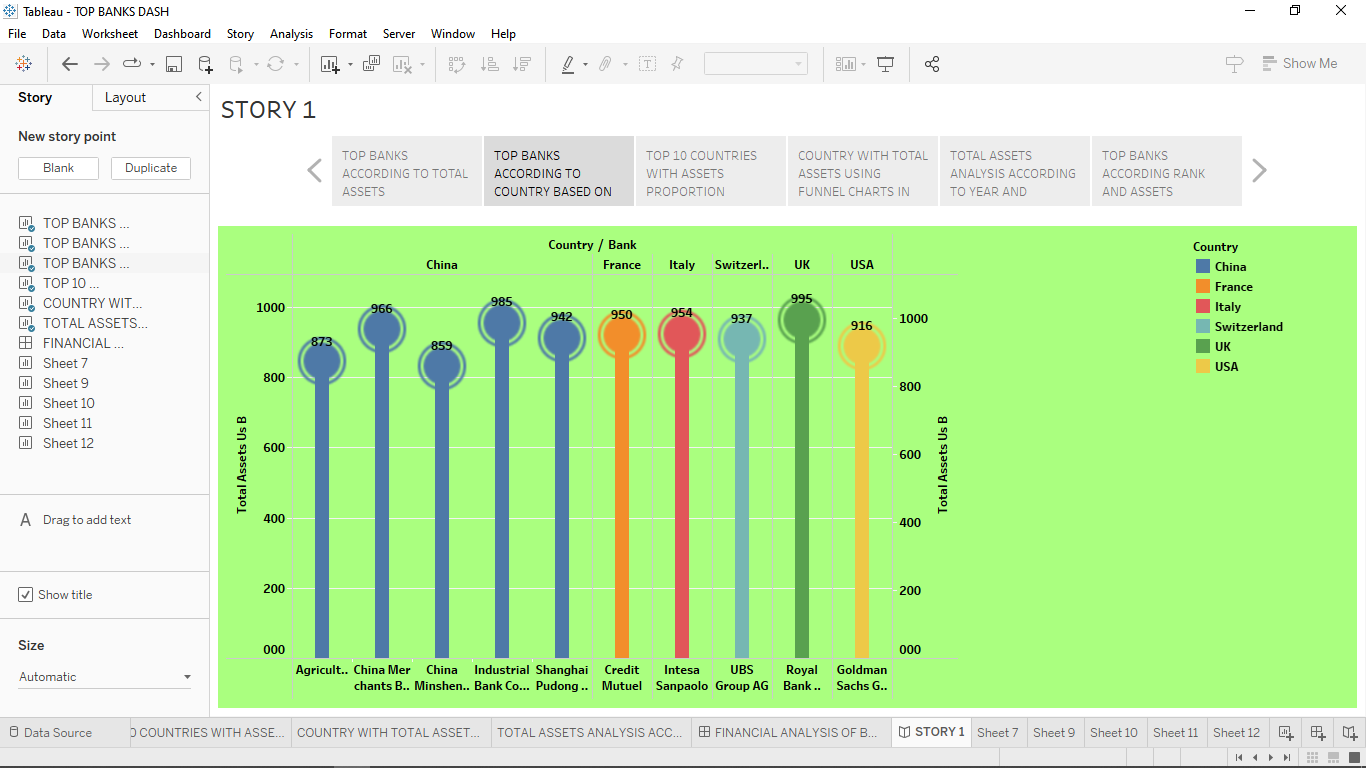 Tableau - TOP BANKS DASH
File Data Worksheet Dashboard Story Analysis Format Server Window Help
Show Me
Story Layout
New story point
Blank Duplicate
TOP BANKS ...
TOP BANKS ...
TOP BANKS ...
TOP 10 ...
COUNTRY WIT...
TOTAL ASSETS...
FINANCIAL ...
Sheet 7
Sheet 9
Sheet 10
Sheet 11
Sheet 12
A Drag to add text
Show title
Size
Automatic
STORY 1
TOP BANKS
ACCORDING TO TOTAL
ASSETS
TOP BANKS
ACCORDING TO
COUNTRY BASED ON
TOP 10 COUNTRIES
WITH ASSETS
PROPORTION
COUNTRY WITH TOTAL
ASSETS USING
FUNNEL CHARTS IN
TOTAL ASSETS
ANALYSIS ACCORDING
TO YEAR AND
TOP BANKS
ACCORDING RANK
AND ASSETS
Country / Bank
China France Italy Switzerl.. UK USA
873 966 859 985 942 950 954 937 995 916
Total Assets Us B
1000
800
600
400
200
000
1000
800
600
400
200
000
Total Assets Us B
Agricult..
China Mer
chants B..
China
Minshen..
Industrial
Bank Co...
Shanghai
Pudong ..
Credit
Mutuel
Intesa
Sanpaolo
UBS
Group AG
Royal
Bank ..
Goldman
Sachs G..
Country
China
France
Italy
Switzerland
UK
USA
Data Source O COUNTRIES WITH ASSE... COUNTRY WITH TOTAL ASSET... TOTAL ASSETS ANALYSIS ACC... FINANCIAL ANALYSIS OF B... STORY 1 Sheet 7 Sheet 9 Sheet 10 Sheet 11 Sheet 12